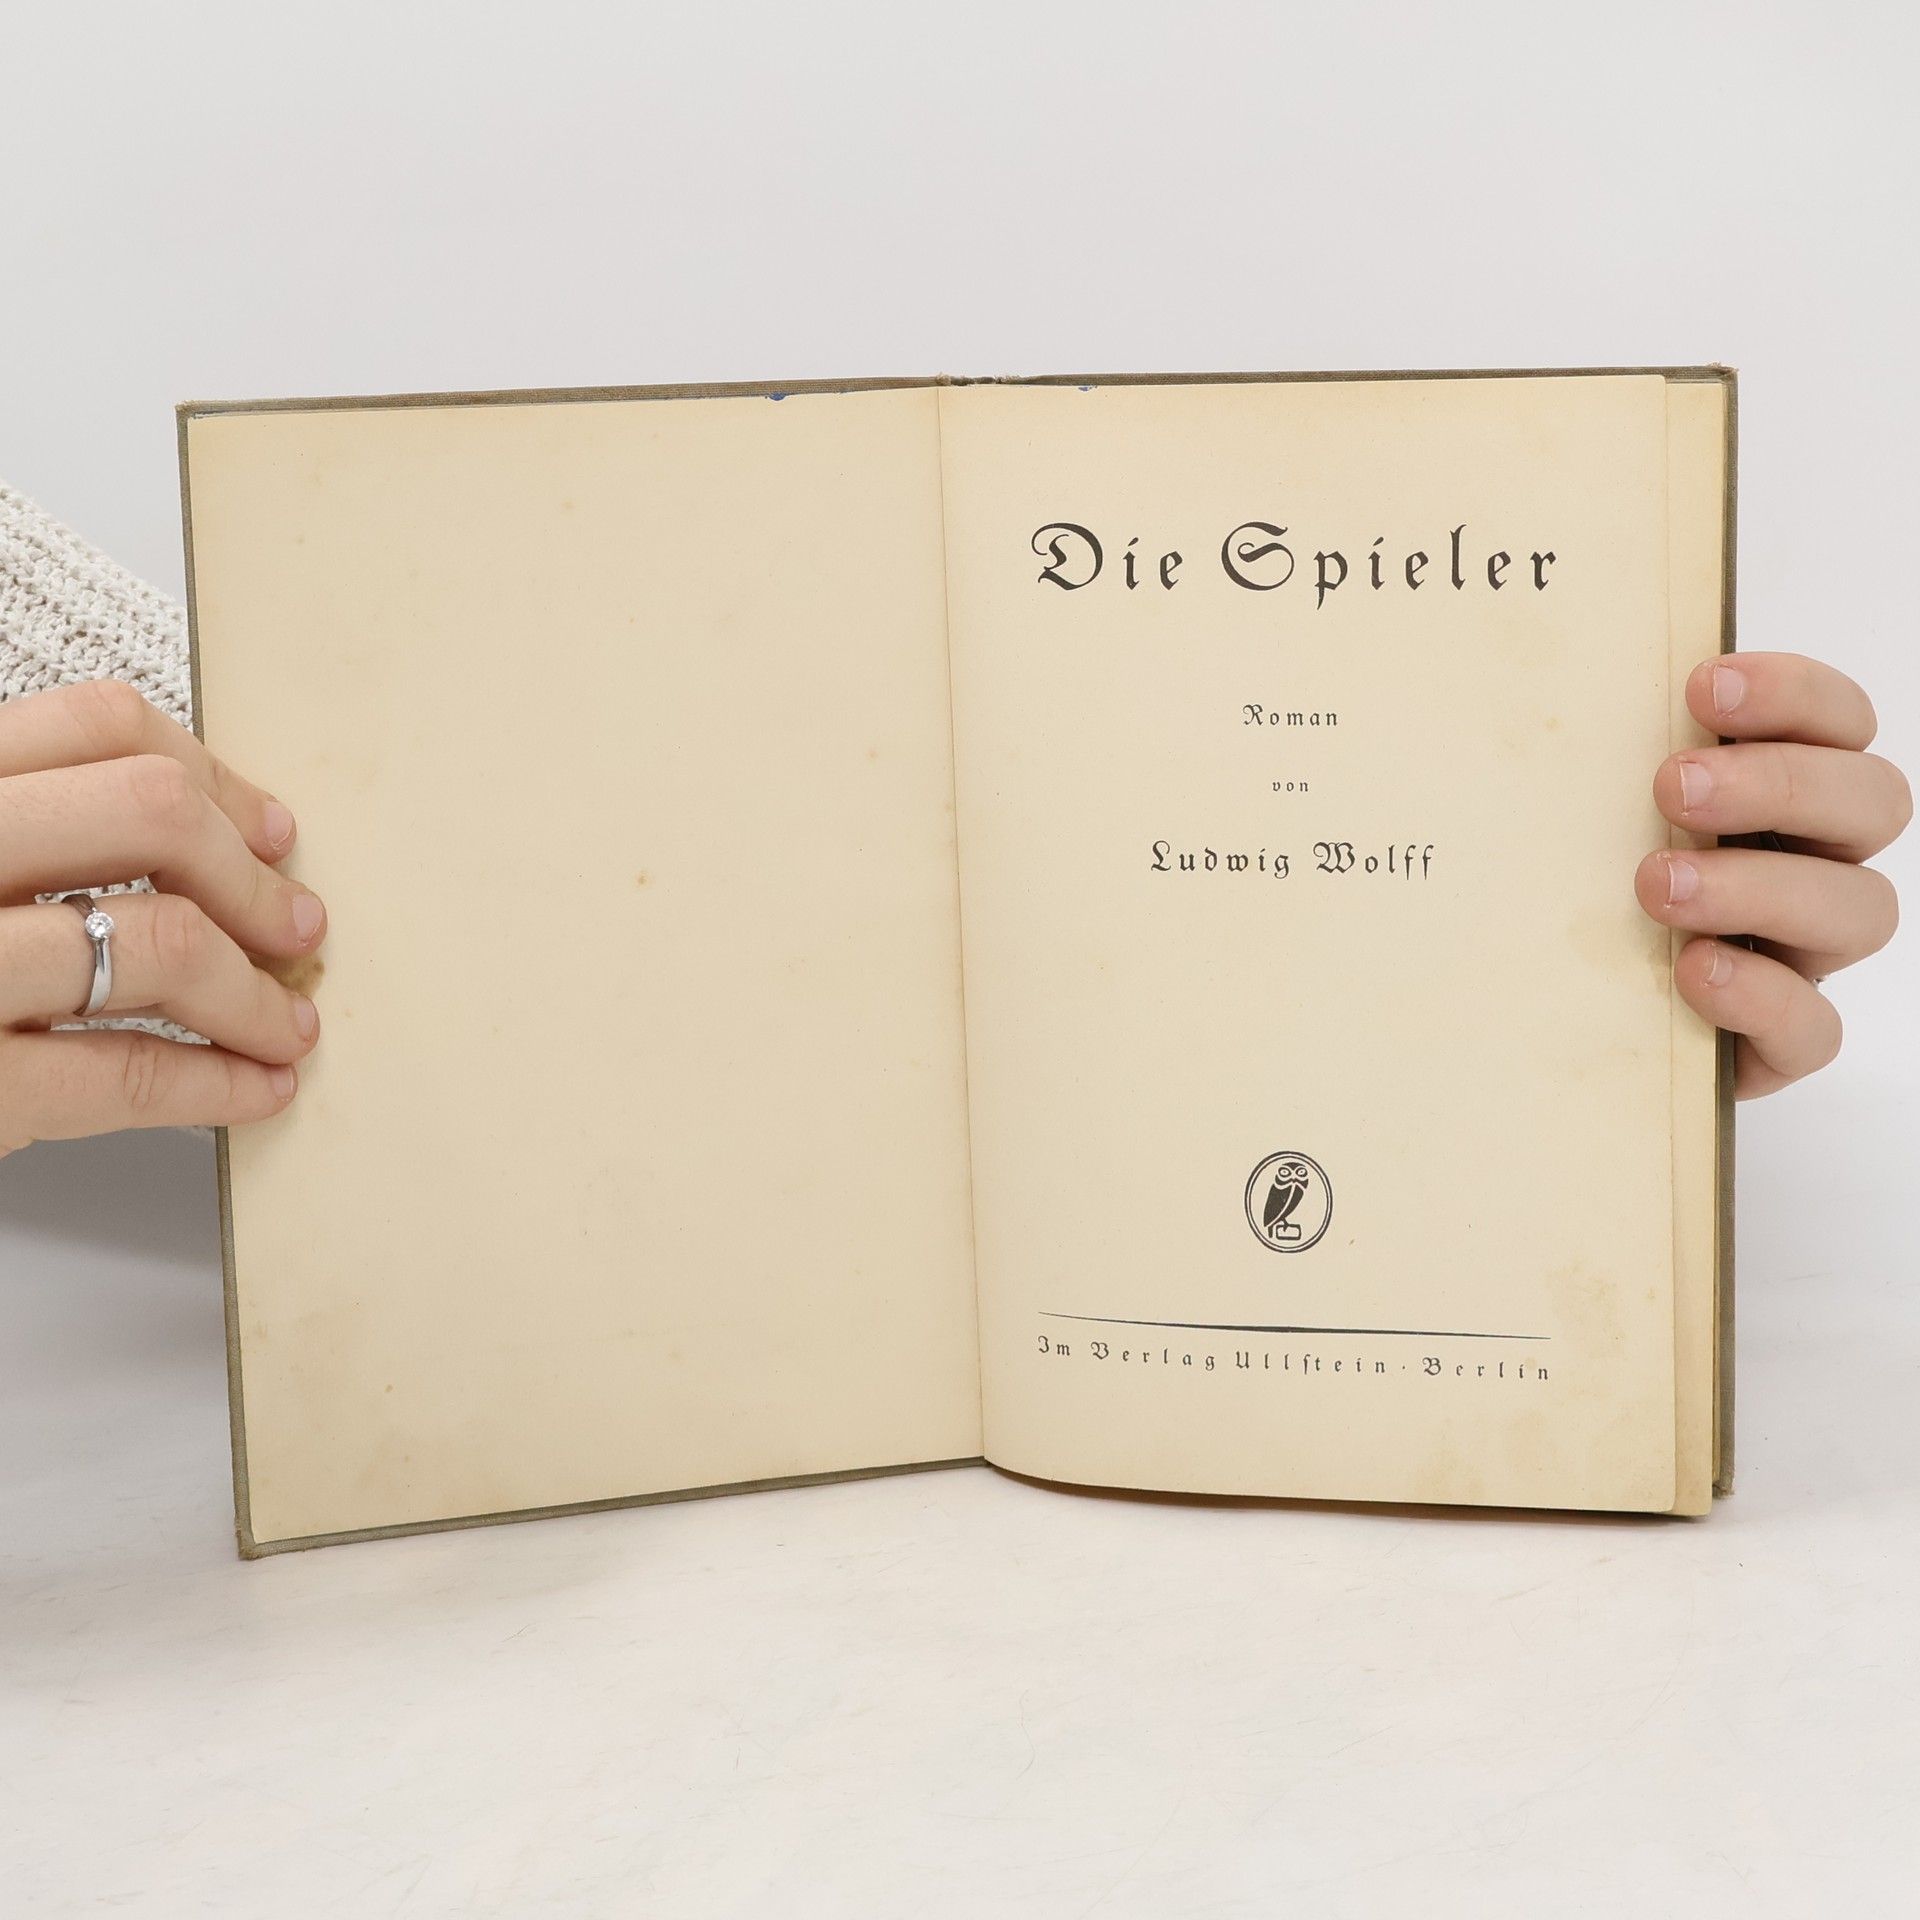 Die Spieler
Roman
von
Ludwig Wolff
Im Verlag Ullſtein · Berlin